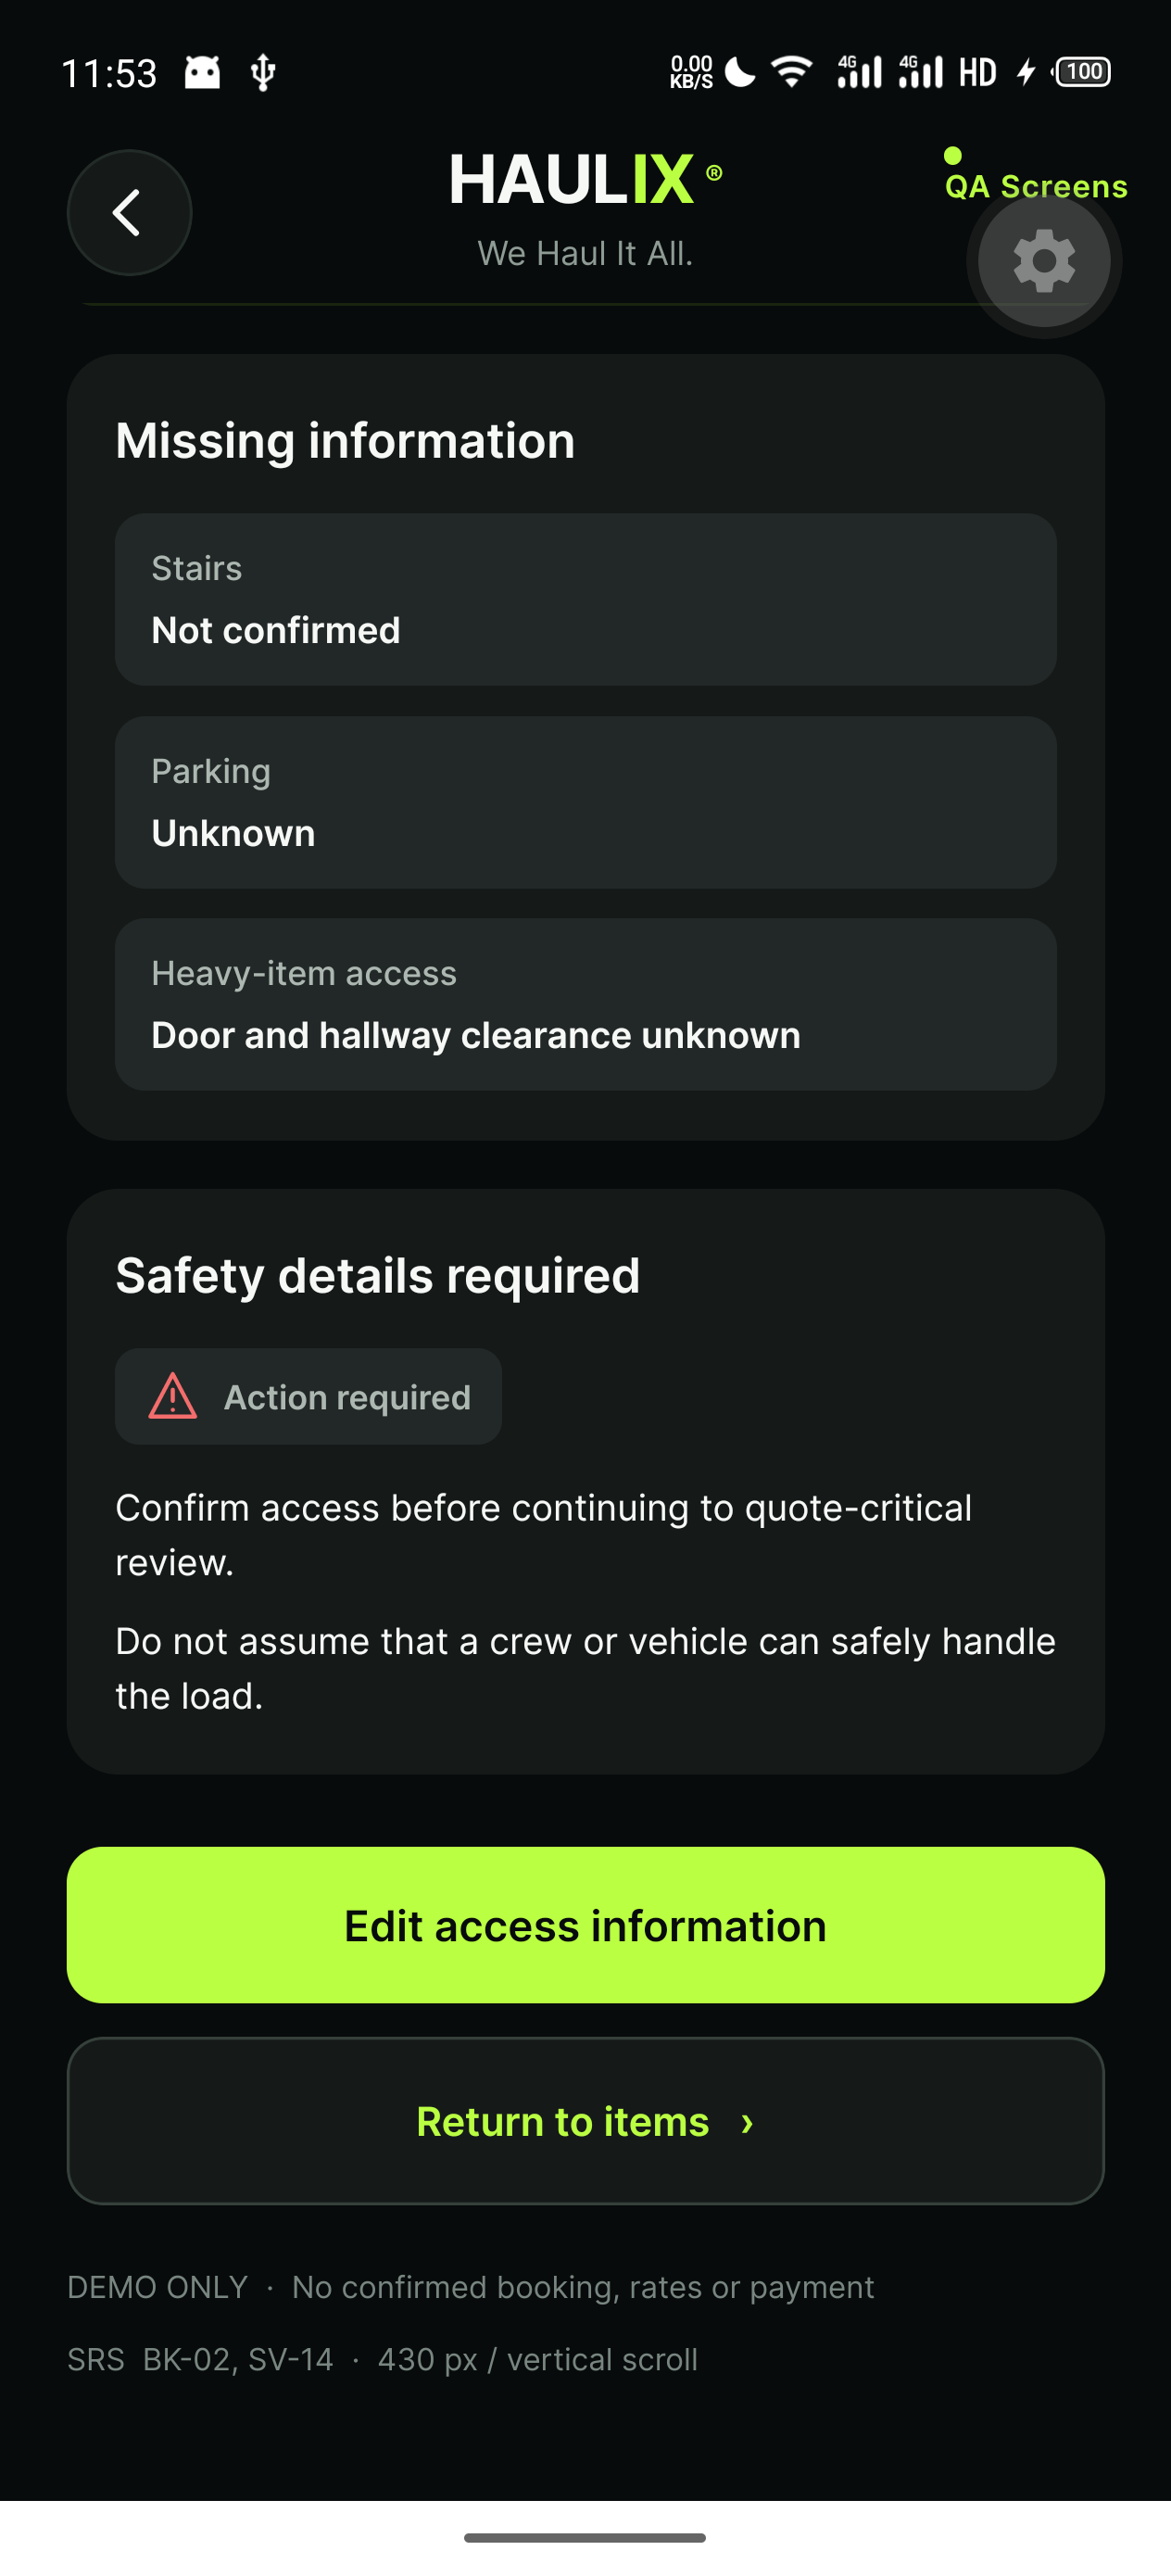 11:53
0.00
KB/S
4G
4G
HD
100
HAULIX®
We Haul It All.
QA Screens
Missing information
Stairs
Not confirmed
Parking
Unknown
Heavy-item access
Door and hallway clearance unknown
Safety details required
Action required
Confirm access before continuing to quote-critical
review.
Do not assume that a crew or vehicle can safely handle
the load.
Edit access information
Return to items ›
DEMO ONLY · No confirmed booking, rates or payment
SRS BK-02, SV-14 · 430 px / vertical scroll